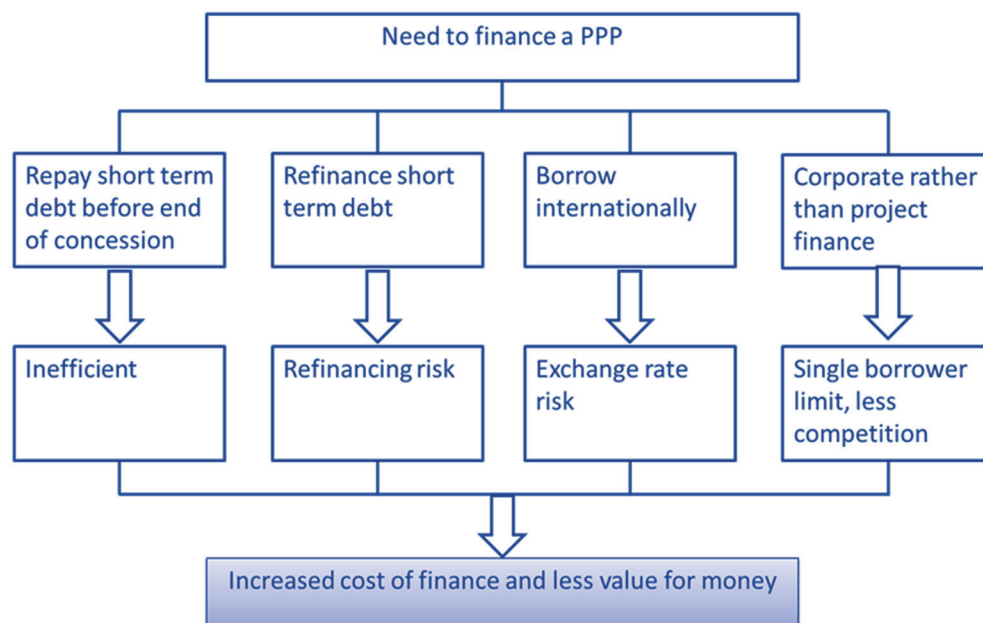 Need to finance a PPP
Repay short term
debt before end
of concession
Refinance short
term debt
Borrow
internationally
Corporate rather
than project
finance
Inefficient
Refinancing risk
Exchange rate
risk
Single borrower
limit, less
competition
Increased cost of finance and less value for money